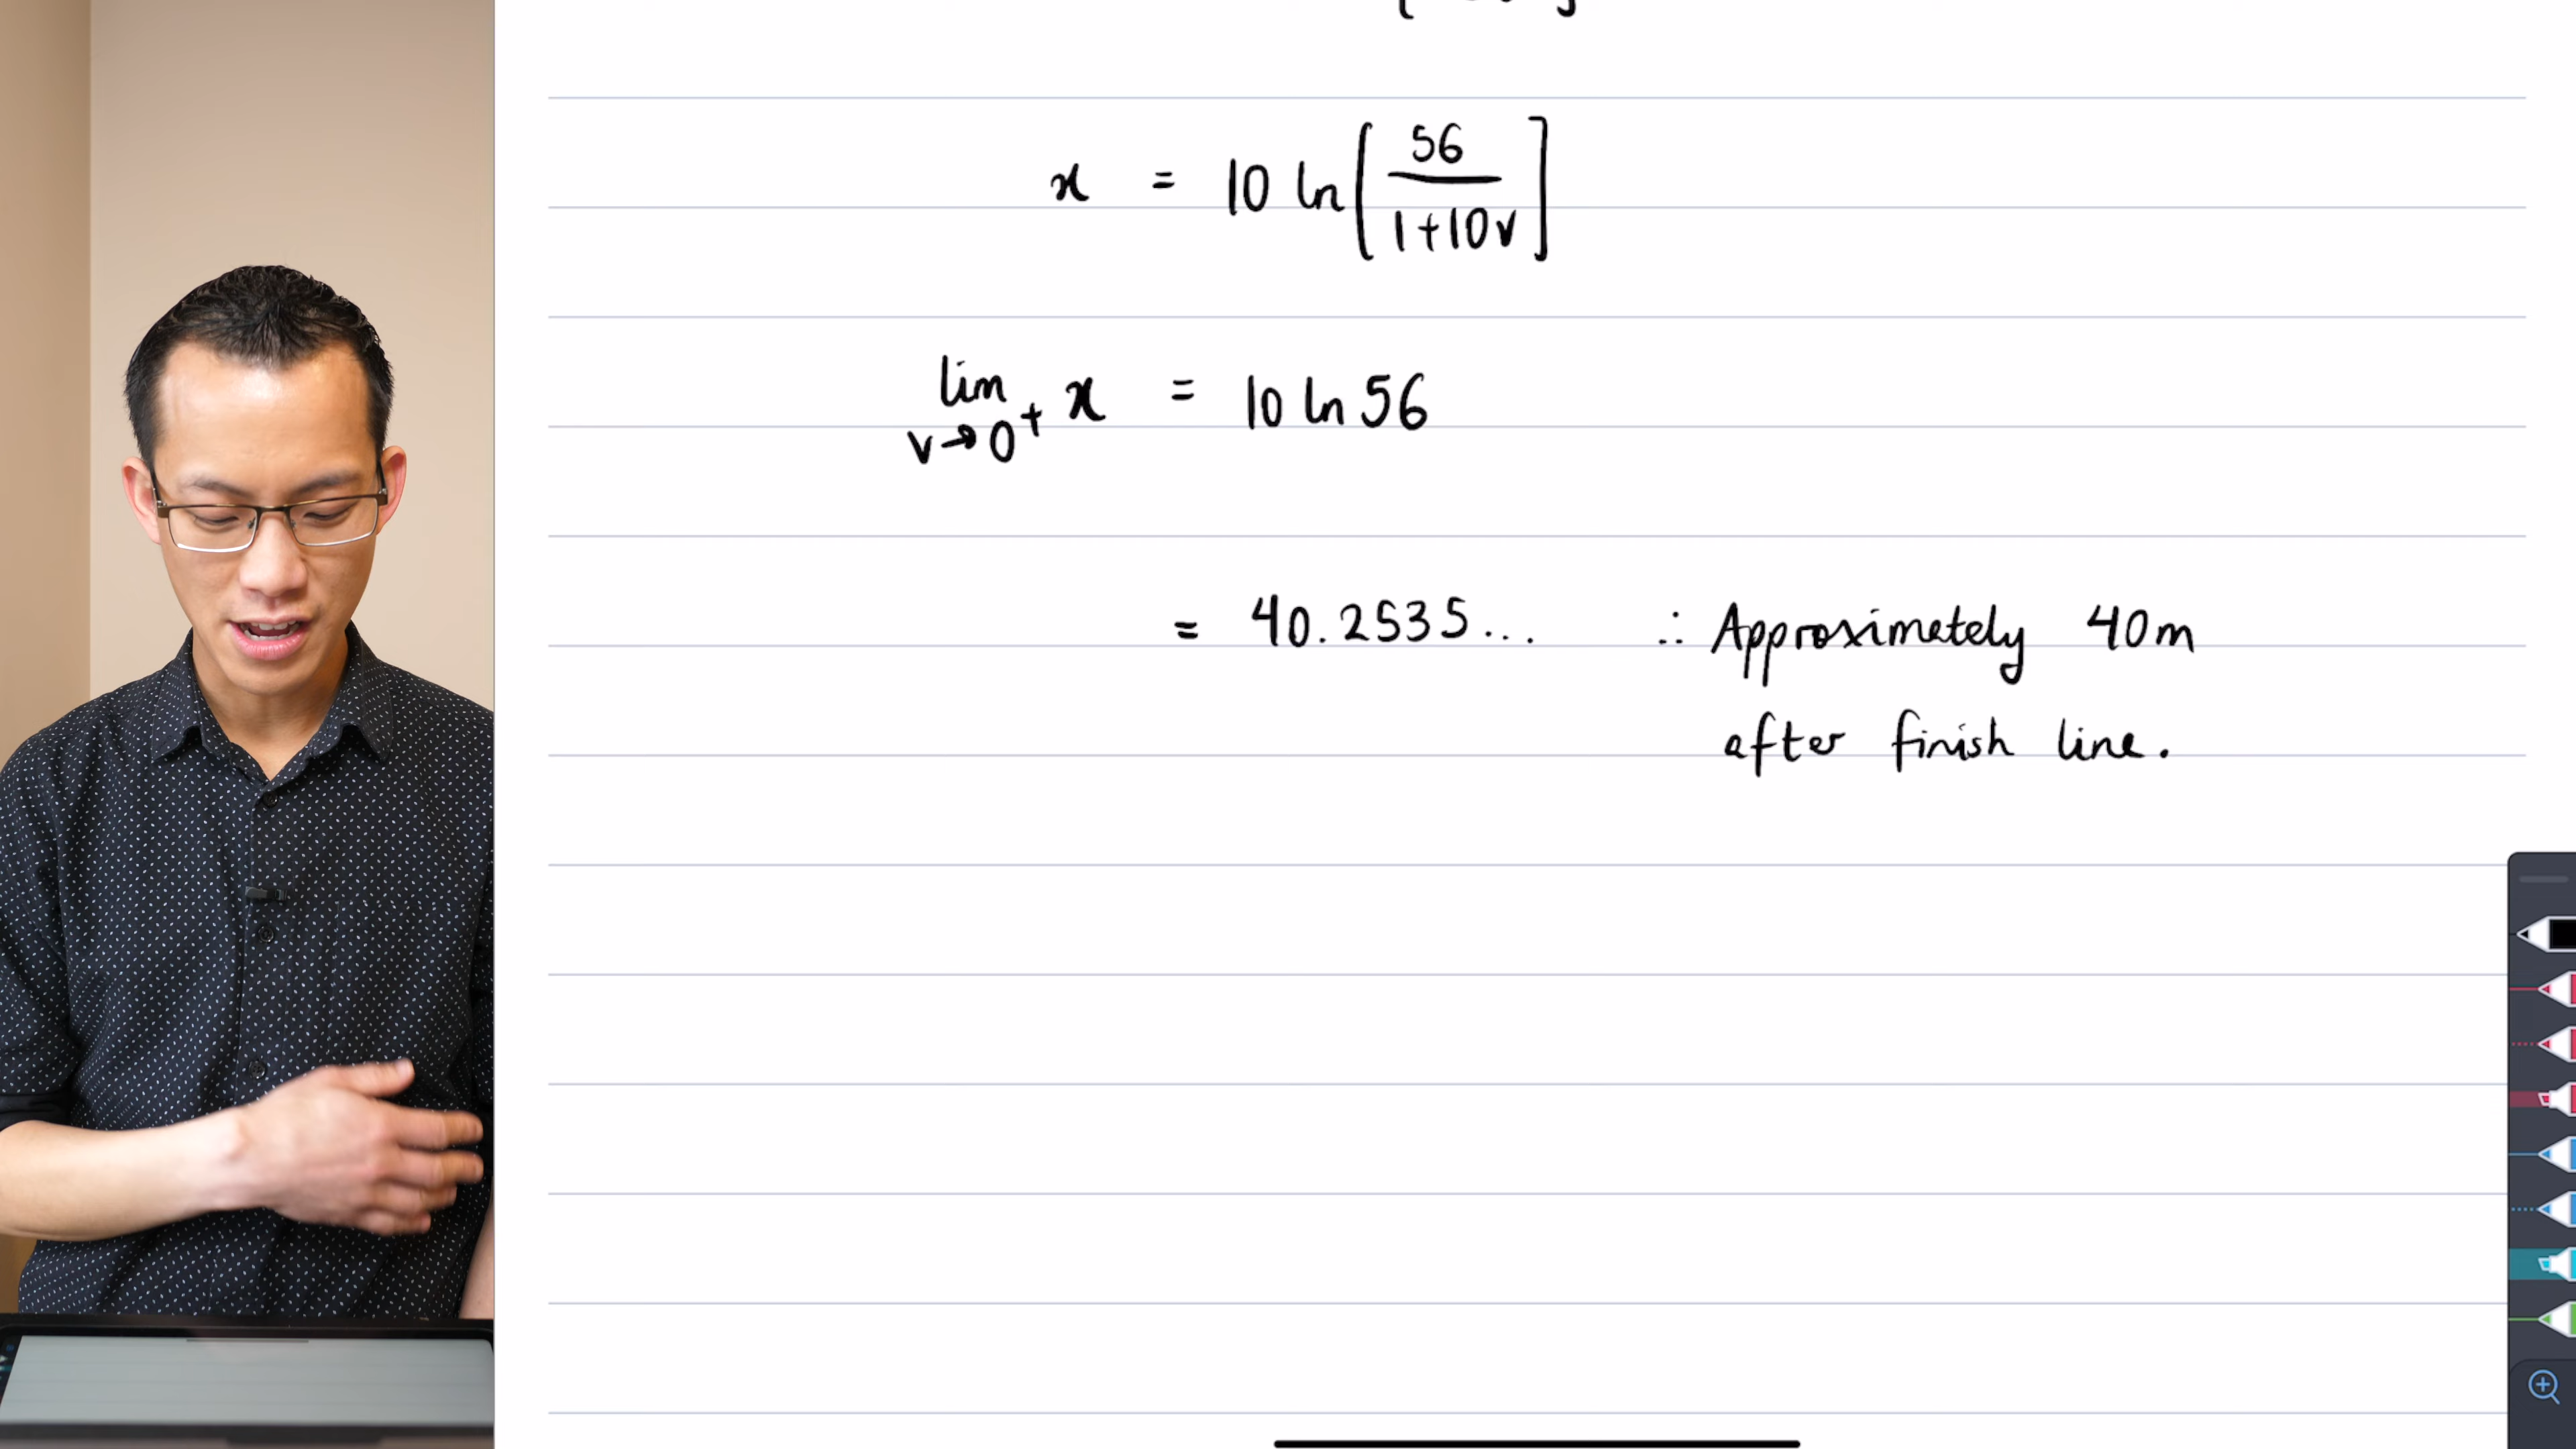 x = 10 ln[56/(1+10v)]
lim v→0⁺ x = 10 ln 56
= 40.2535... ∴ Approximately 40m
after finish line.